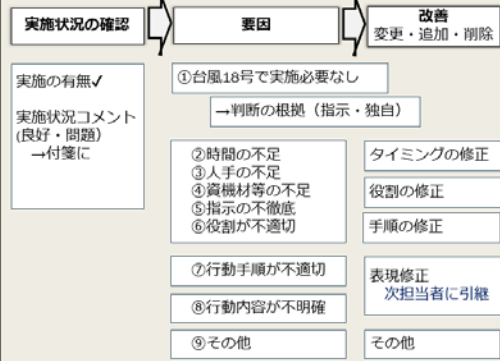 実施状況の確認
要因
改善
変更・追加・削除
実施の有無✓
実施状況コメント
(良好・問題)
→付箋に
①台風18号で実施必要なし
→判断の根拠（指示・独自）
②時間の不足
③人手の不足
④資機材等の不足
⑤指示の不徹底
⑥役割が不適切
⑦行動手順が不適切
⑧行動内容が不明確
⑨その他
タイミングの修正
役割の修正
手順の修正
表現修正
次担当者に引継
その他